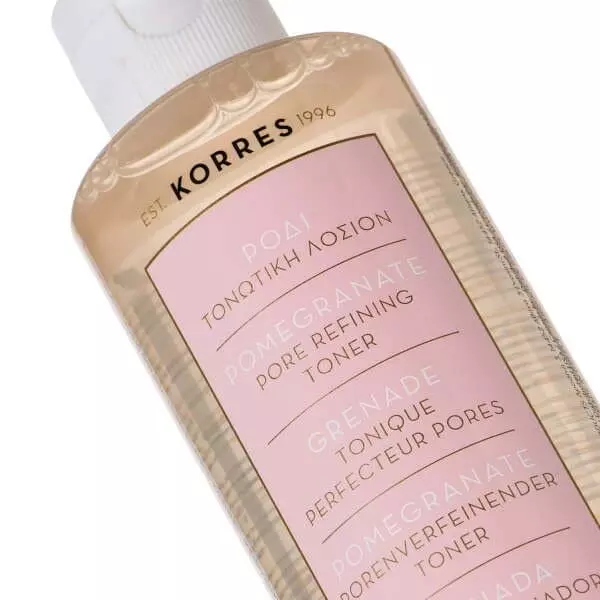 EST. KORRES 1996
ΡΟΔΙ
ΤΟΝΩΤΙΚΗ ΛΟΣΙΟΝ
POMEGRANATE
PORE REFINING
TONER
GRENADE
TONIQUE
PERFECTEUR PORES
POMEGRANATE
PORENVERFEINENDER
TONER